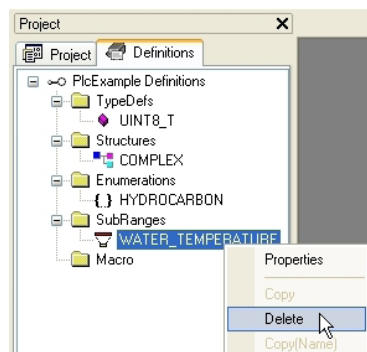 Project
Project
Definitions
PlcExample Definitions
TypeDefs
UINT8_T
Structures
COMPLEX
Enumerations
{.} HYDROCARBON
SubRanges
WATER_TEMPERATURE
Macro
Properties
Copy
Delete
Copy(Name)